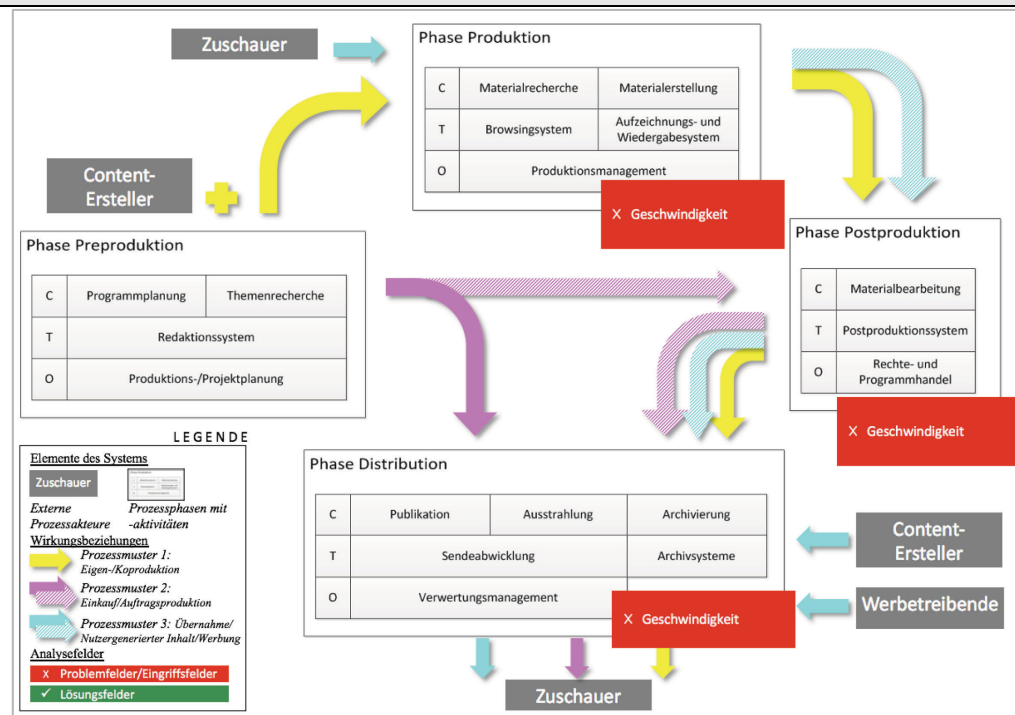 Zuschauer
Phase Produktion
C
Materialrecherche
Materialerstellung
T
Browsingsystem
Aufzeichnungs- und
Wiedergabesystem
O
Produktionsmanagement
X Geschwindigkeit
Content-
Ersteller
Phase Preproduktion
C
Programmplanung
Themenrecherche
T
Redaktionssystem
O
Produktions-/Projektplanung
Phase Postproduktion
C
Materialbearbeitung
T
Postproduktionssystem
O
Rechte- und
Programmhandel
X Geschwindigkeit
Phase Distribution
C
Publikation
Ausstrahlung
Archivierung
T
Sendeabwicklung
Archivsysteme
O
Verwertungsmanagement
X Geschwindigkeit
Content-
Ersteller
Werbetreibende
Zuschauer
LEGENDE
Elemente des Systems
Zuschauer
Externe
Prozessakteure
Prozessphasen mit
-aktivitäten
Wirkungsbeziehungen
Prozessmuster 1:
Eigen-/Koproduktion
Prozessmuster 2:
Einkauf/Auftragsproduktion
Prozessmuster 3: Übernahme/
Nutzergenerierter Inhalt/Werbung
Analysefelder
X Problemfelder/Eingriffsfelder
✓ Lösungsfelder